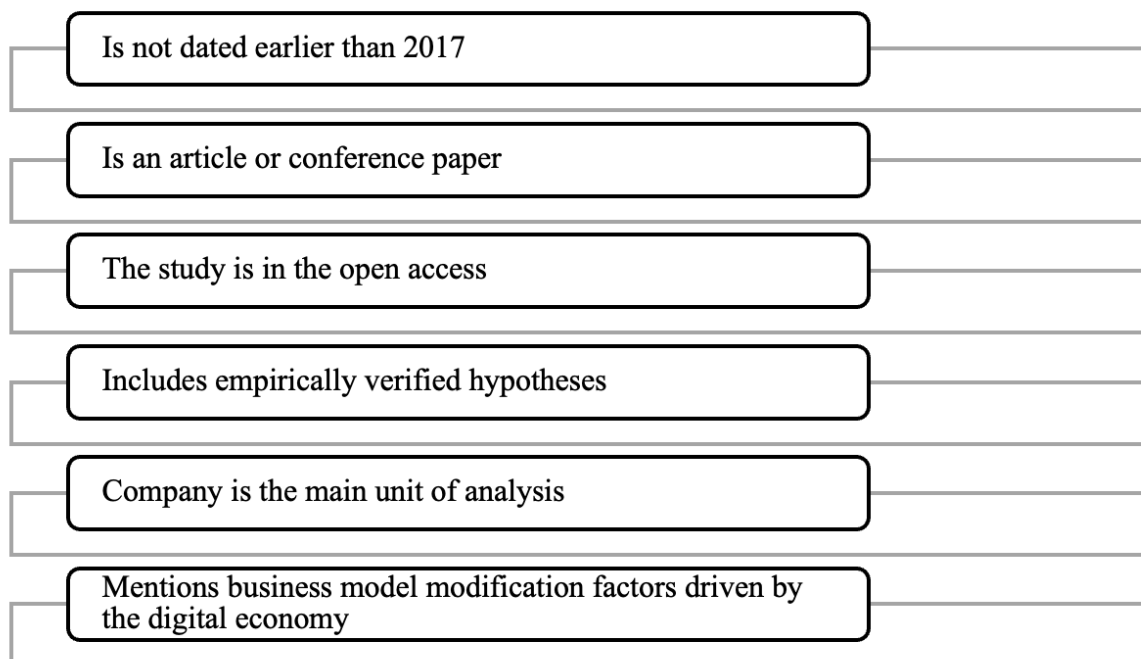 Is not dated earlier than 2017
Is an article or conference paper
The study is in the open access
Includes empirically verified hypotheses
Company is the main unit of analysis
Mentions business model modification factors driven by
the digital economy